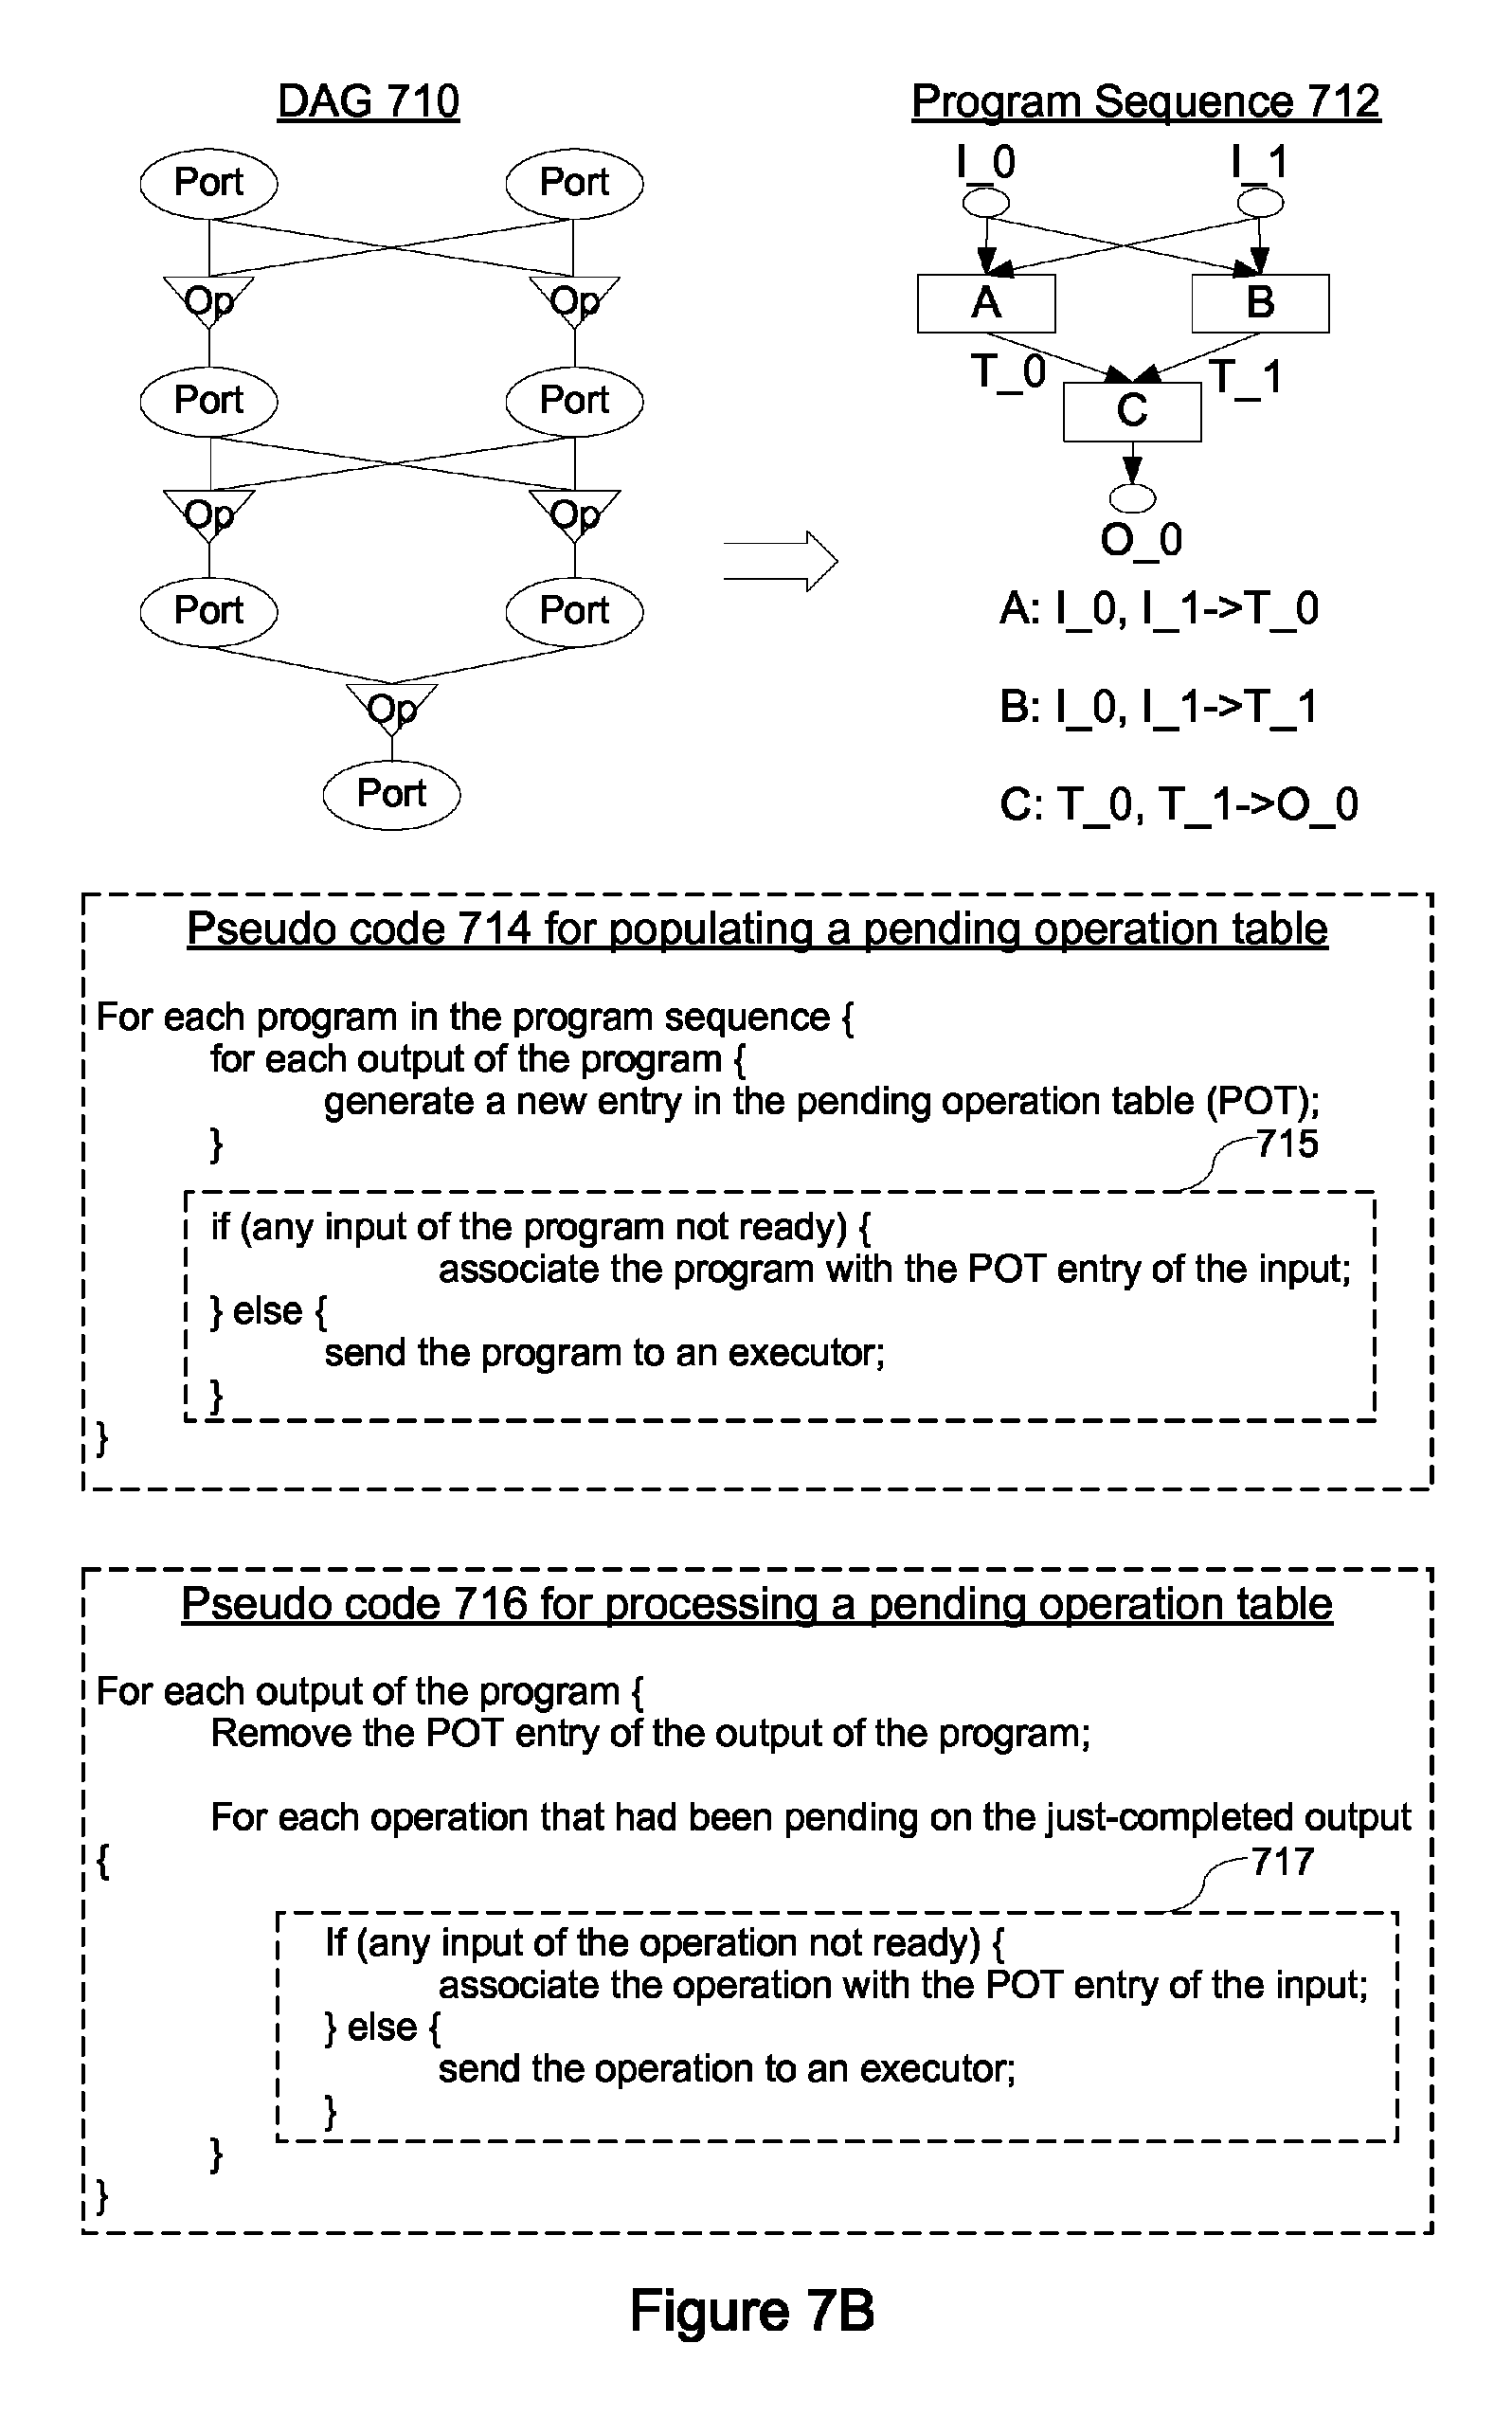 DAG 710
Port Port
Op Op
Port Port
Op Op
Port Port
Op
Port
Program Sequence 712
I_0 I_1
A B
T_0 T_1
C
O_0
A: I_0, I_1->T_0
B: I_0, I_1->T_1
C: T_0, T_1->O_0
Pseudo code 714 for populating a pending operation table
For each program in the program sequence {
for each output of the program {
generate a new entry in the pending operation table (POT);
}
715
if (any input of the program not ready) {
associate the program with the POT entry of the input;
} else {
send the program to an executor;
}
}
Pseudo code 716 for processing a pending operation table
For each output of the program {
Remove the POT entry of the output of the program;
For each operation that had been pending on the just-completed output
{
717
If (any input of the operation not ready) {
associate the operation with the POT entry of the input;
} else {
send the operation to an executor;
}
}
}
Figure 7B